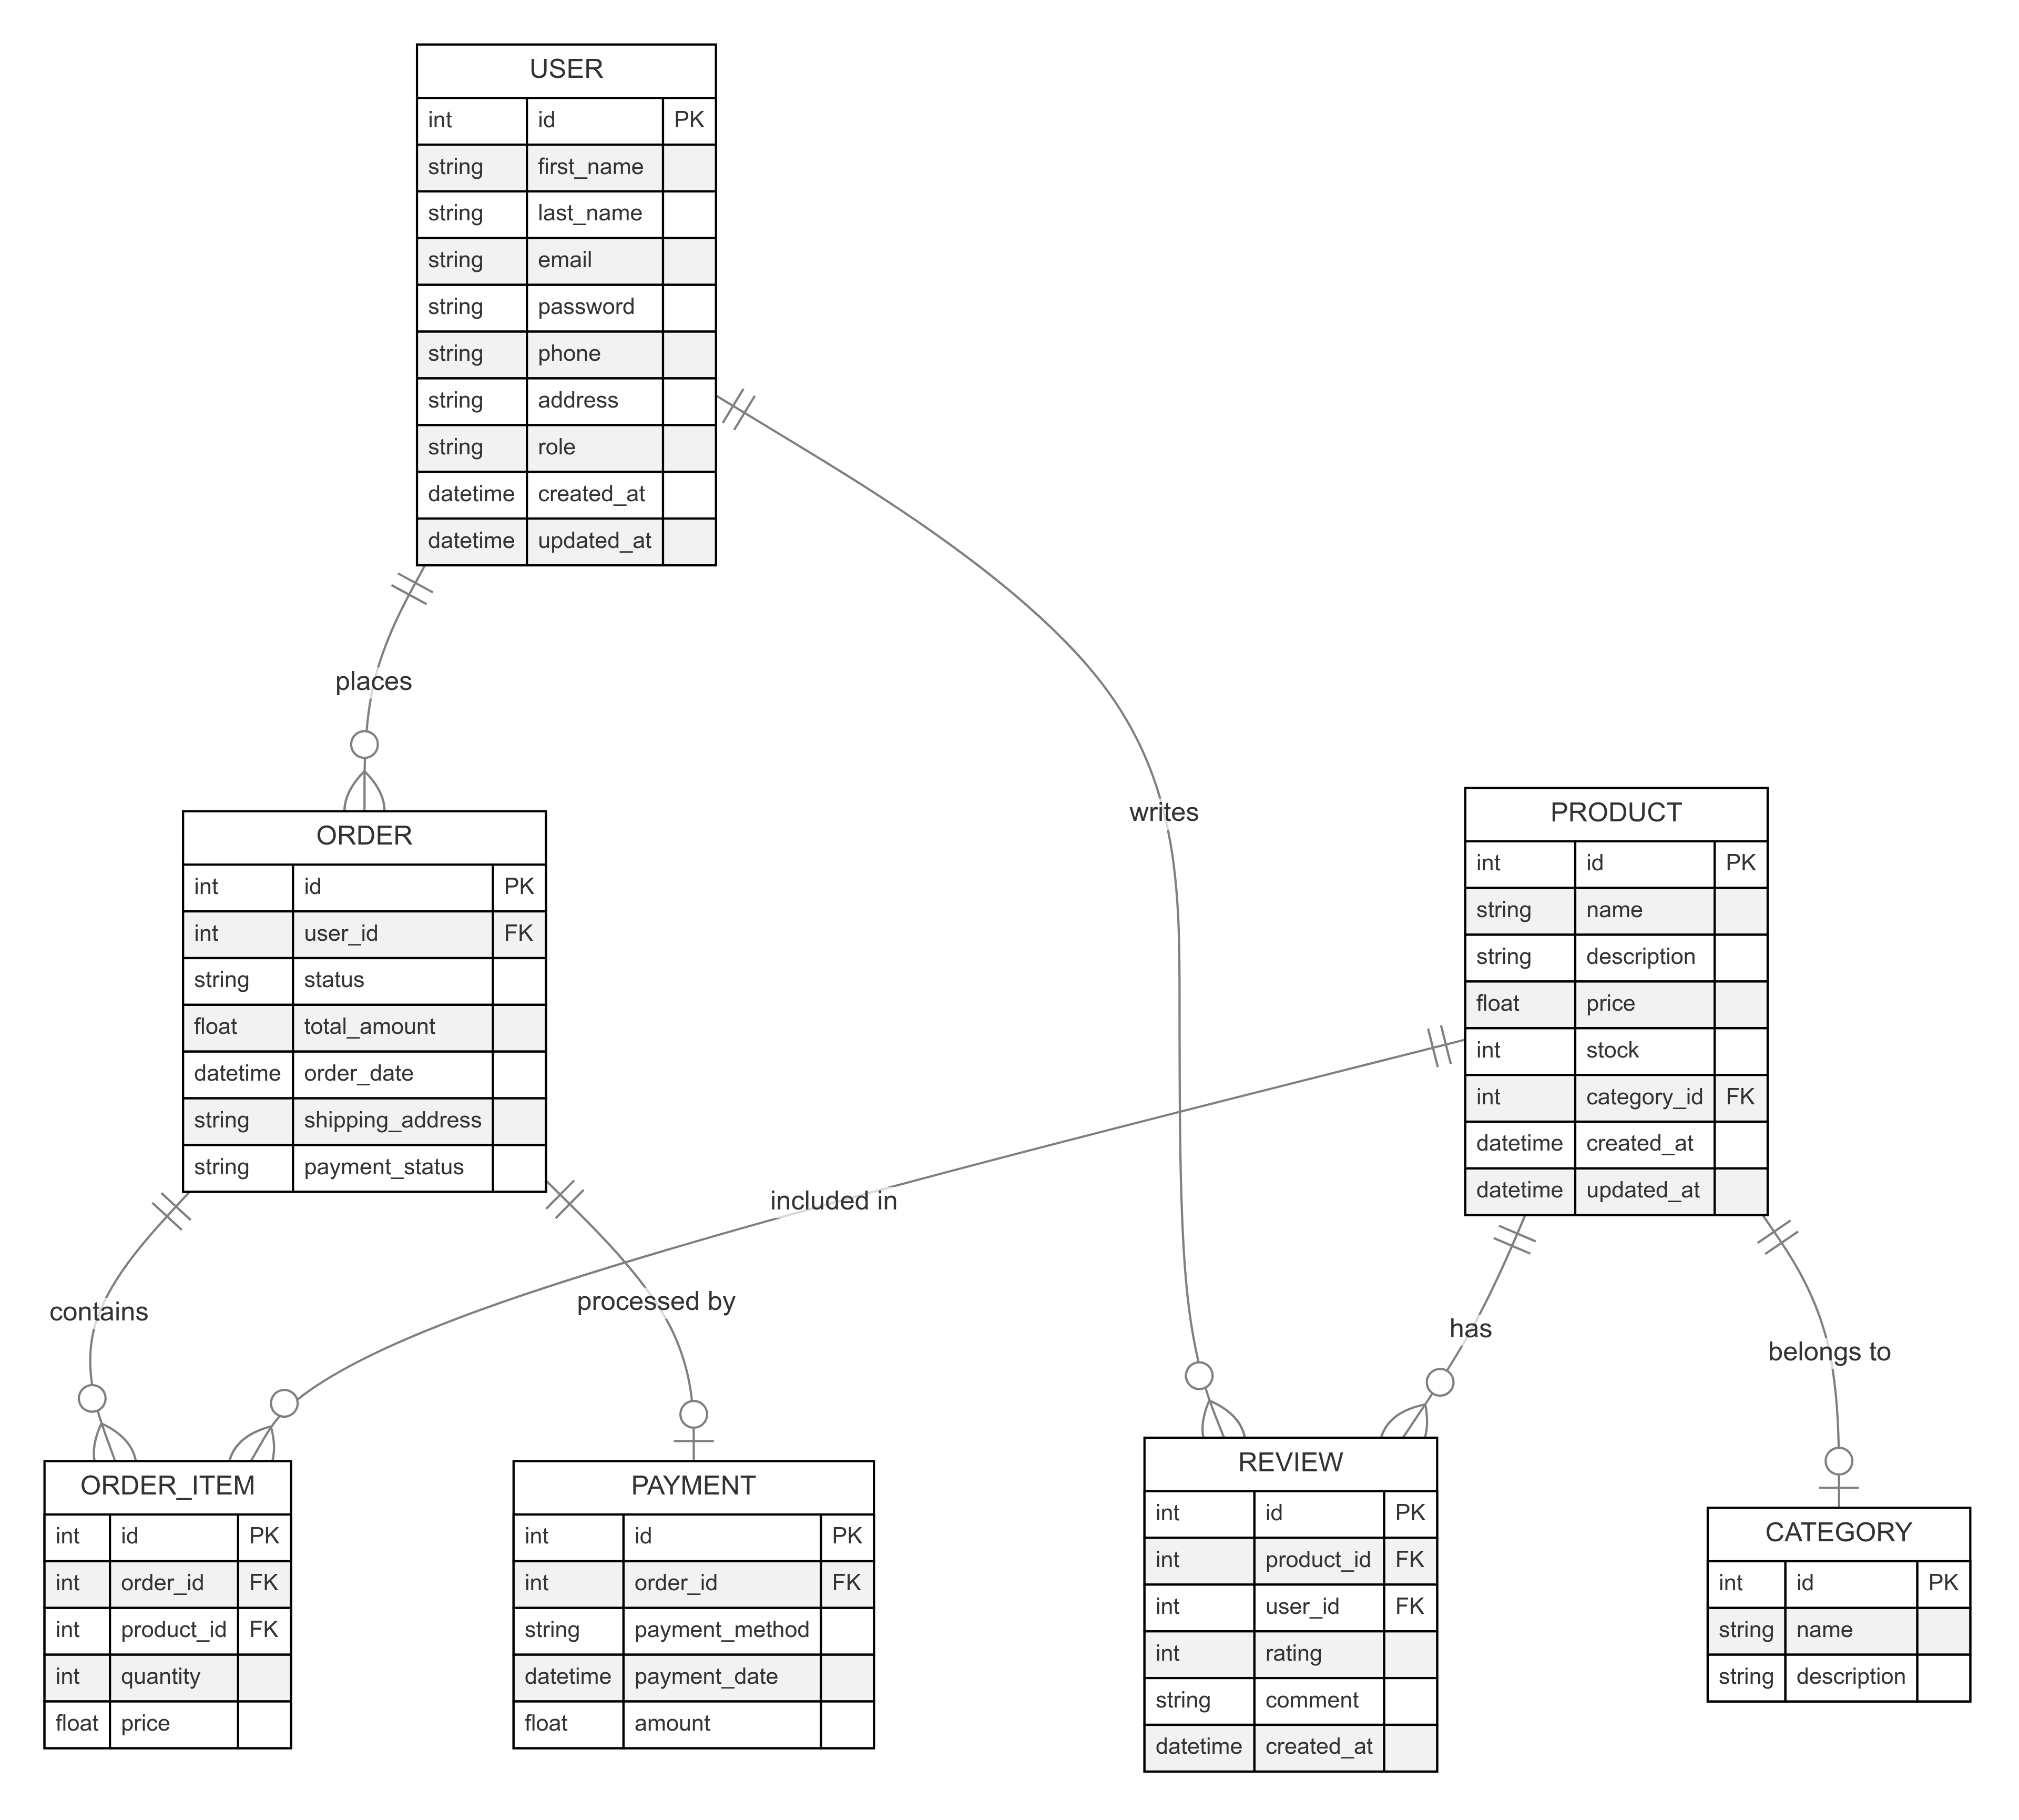 USER
int id PK
string first_name
string last_name
string email
string password
string phone
string address
string role
datetime created_at
datetime updated_at
places
writes
ORDER
int id PK
int user_id FK
string status
float total_amount
datetime order_date
string shipping_address
string payment_status
PRODUCT
int id PK
string name
string description
float price
int stock
int category_id FK
datetime created_at
datetime updated_at
included in
contains
processed by
has
belongs to
ORDER_ITEM
int id PK
int order_id FK
int product_id FK
int quantity
float price
PAYMENT
int id PK
int order_id FK
string payment_method
datetime payment_date
float amount
REVIEW
int id PK
int product_id FK
int user_id FK
int rating
string comment
datetime created_at
CATEGORY
int id PK
string name
string description